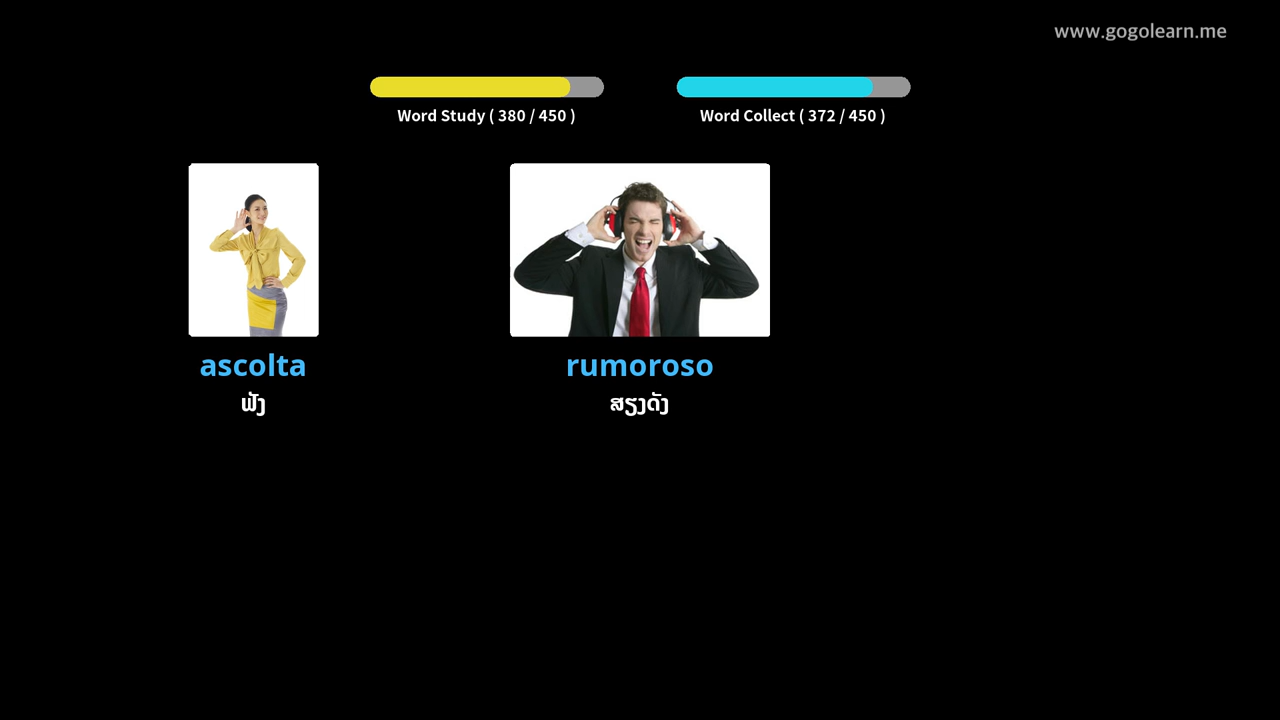 www.gogolearn.me
Word Study ( 380 / 450 )
Word Collect ( 372 / 450 )
ascolta
ຟັງ
rumoroso
ສຽງດັງ